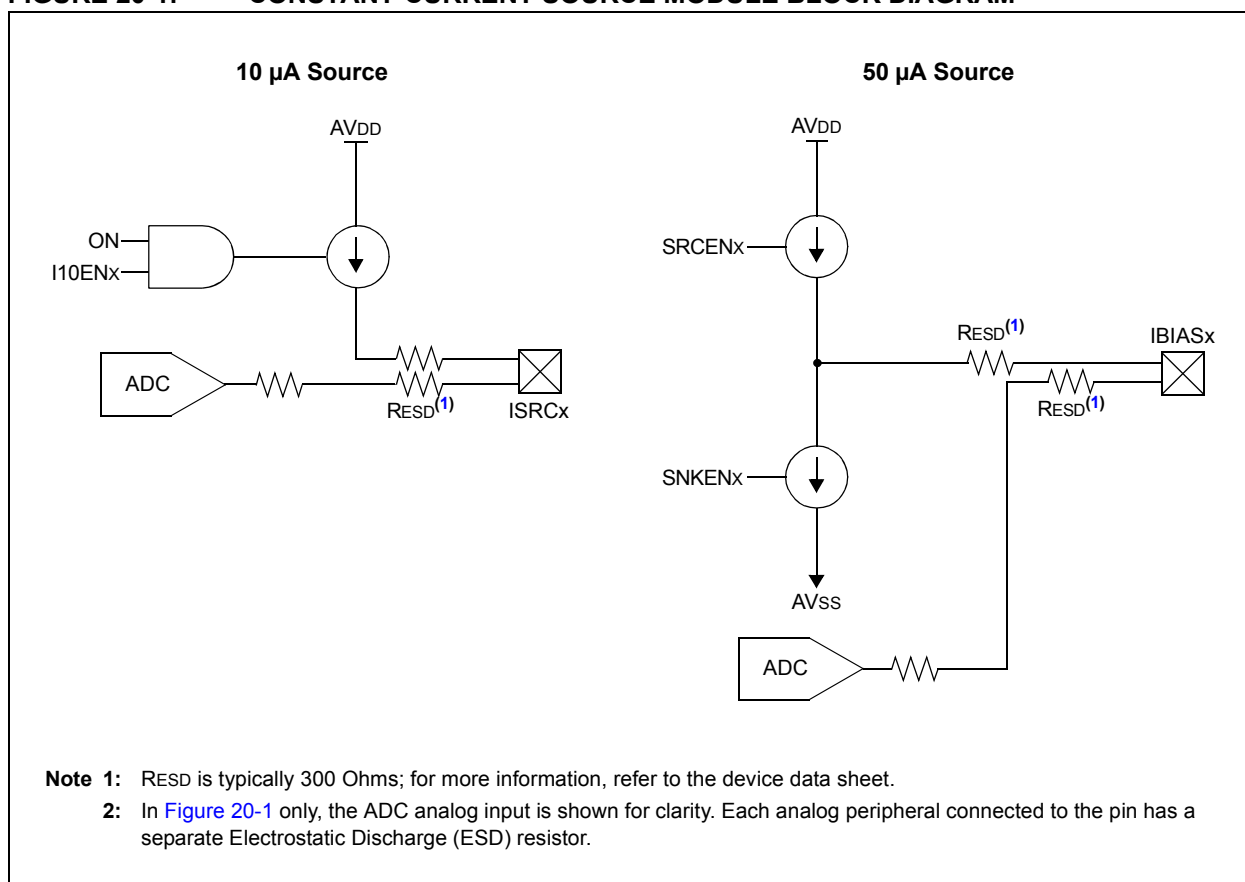 10 µA Source
50 µA Source
AVDD
AVDD
ON
I10ENx
SRCENx
ADC
RESD(1)
ISRCx
RESD(1)
IBIASx
RESD(1)
SNKENx
AVss
ADC
Note 1: RESD is typically 300 Ohms; for more information, refer to the device data sheet.
2: In Figure 20-1 only, the ADC analog input is shown for clarity. Each analog peripheral connected to the pin has a
separate Electrostatic Discharge (ESD) resistor.